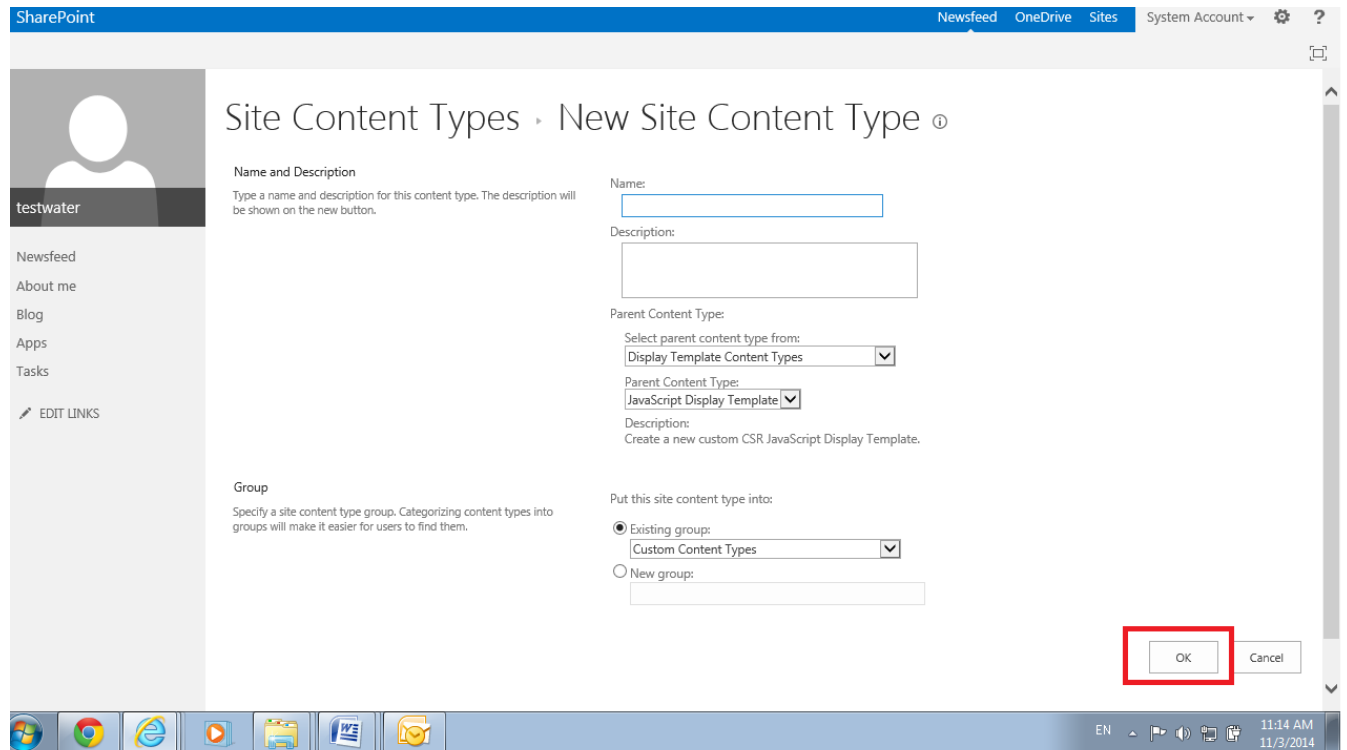 SharePoint
Newsfeed OneDrive Sites System Account ?
testwater
Newsfeed
About me
Blog
Apps
Tasks
EDIT LINKS
Site Content Types New Site Content Type
Name and Description
Type a name and description for this content type. The description will
be shown on the new button.
Name:
Description:
Parent Content Type:
Select parent content type from:
Display Template Content Types
Parent Content Type:
JavaScript Display Template
Description:
Create a new custom CSR JavaScript Display Template.
Group
Specify a site content type group. Categorizing content types into
groups will make it easier for users to find them.
Put this site content type into:
Existing group:
Custom Content Types
New group:
OK Cancel
EN
11:14 AM
11/3/2014